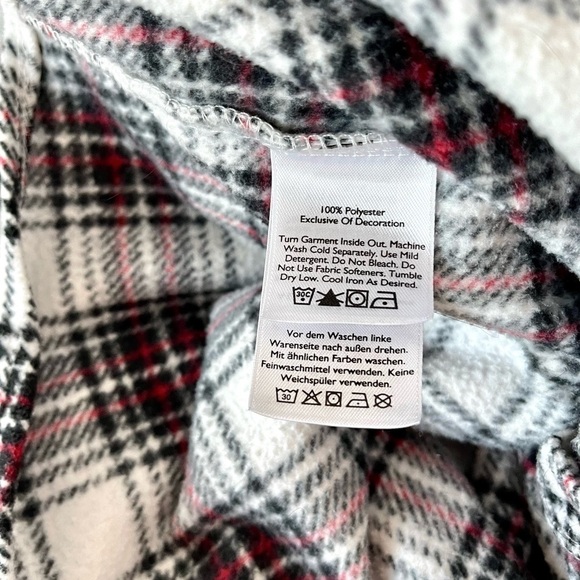 100% Polyester
Exclusive Of Decoration
Turn Garment Inside Out. Machine
Wash Cold Separately. Use Mild
Detergent. Do Not Bleach. Do
Not Use Fabric Softeners. Tumble
Dry Low. Cool Iron As Desired.
30C
Vor dem Waschen linke
Warenseite nach außen drehen.
Mit ähnlichen Farben waschen.
Feinwaschmittel verwenden. Keine
Weichspüler verwenden.
30